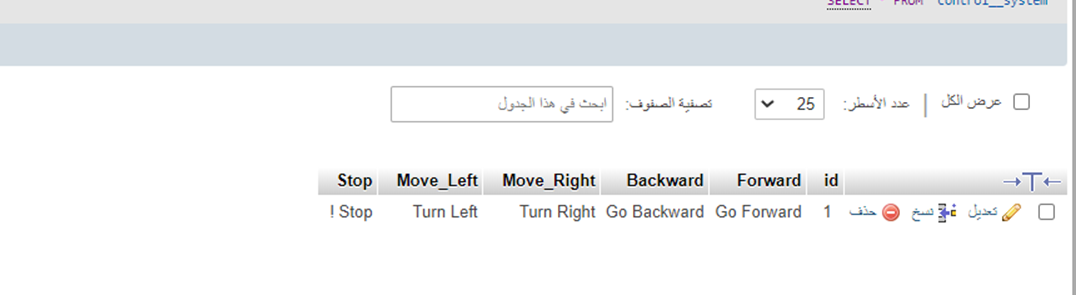 SELECT * FROM `control__system`
عرض الكل | عدد الأسطر: 25 تصفية الصفوف: ابحث في هذا الجدول
id Forward Backward Move_Right Move_Left Stop
تعديل نسخ حذف 1 Go Forward Go Backward Turn Right Turn Left Stop !